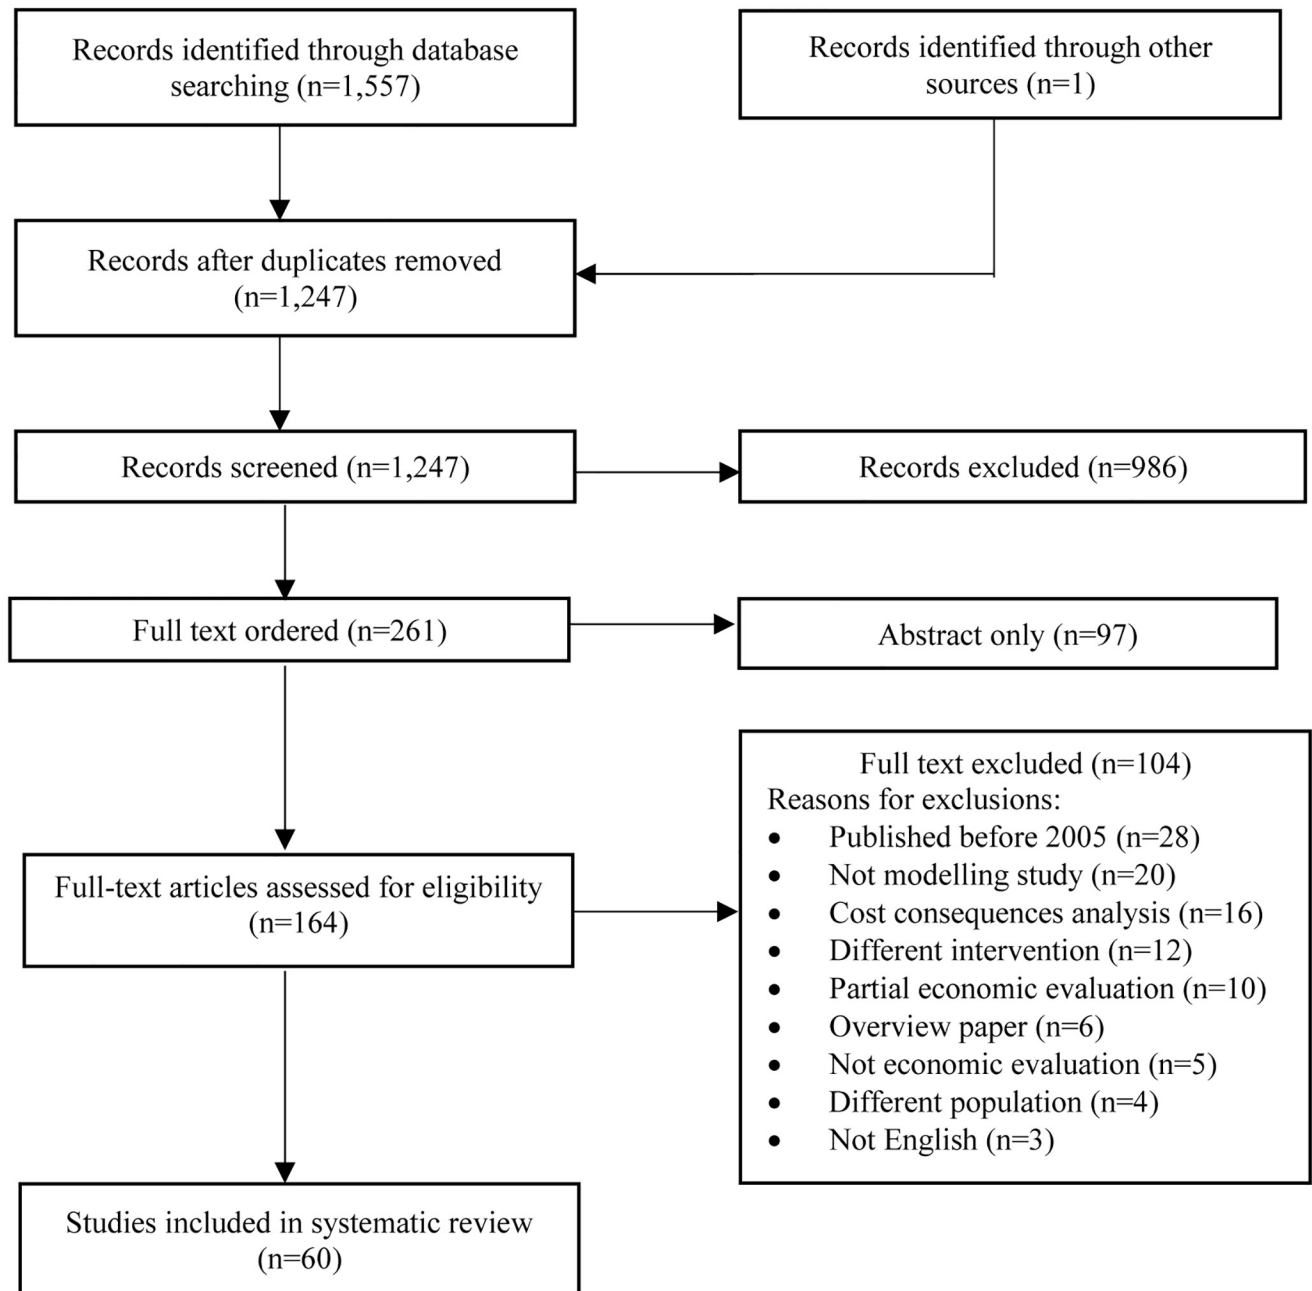 Records identified through database
searching (n=1,557)
Records identified through other
sources (n=1)
Records after duplicates removed
(n=1,247)
Records screened (n=1,247)
Records excluded (n=986)
Full text ordered (n=261)
Abstract only (n=97)
Full-text articles assessed for eligibility
(n=164)
Full text excluded (n=104)
Reasons for exclusions:
• Published before 2005 (n=28)
• Not modelling study (n=20)
• Cost consequences analysis (n=16)
• Different intervention (n=12)
• Partial economic evaluation (n=10)
• Overview paper (n=6)
• Not economic evaluation (n=5)
• Different population (n=4)
• Not English (n=3)
Studies included in systematic review
(n=60)